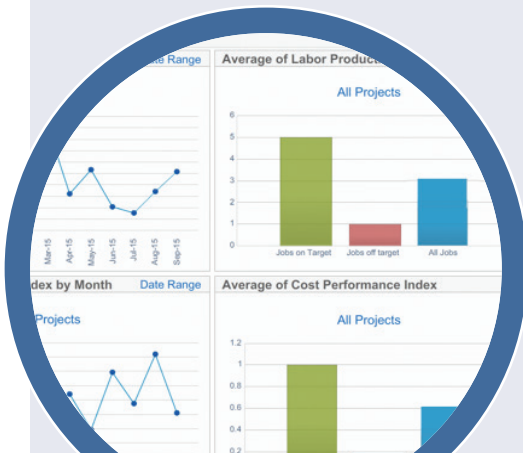 Range
Average of Labor
All Projects
6
5
4
3
2
1
0
Jobs on Target Jobs off target All Jobs
Mar-15
Apr-15
May-15
Jun-15
Jul-15
Aug-15
Sep-15
by Month Date Range
Projects
Average of Cost Performance Index
All Projects
1.2
1
0.8
0.6
0.4
0.2